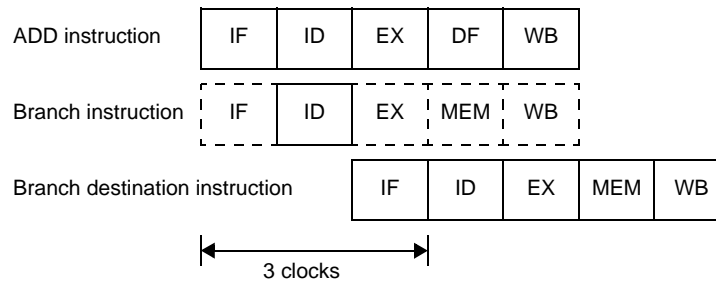 ADD instruction IF ID EX DF WB
Branch instruction IF ID EX MEM WB
Branch destination instruction IF ID EX MEM WB
3 clocks